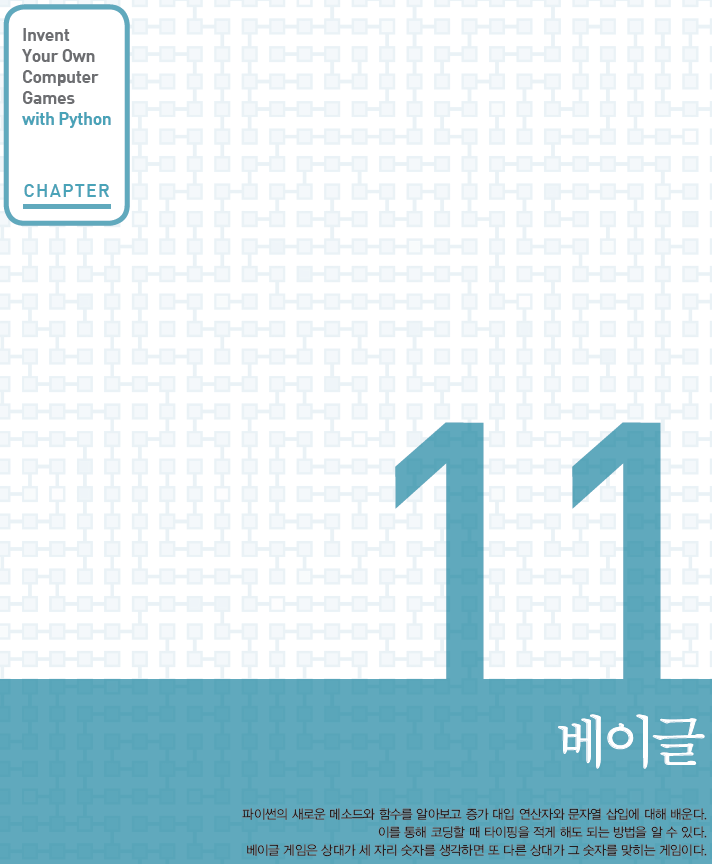 Invent
Your Own
Computer
Games
with Python
CHAPTER
11
베이글
파이썬의 새로운 메소드와 함수를 알아보고 증가 대입 연산자와 문자열 삽입에 대해 배운다.
이를 통해 코딩할 때 타이핑을 적게 해도 되는 방법을 알 수 있다.
베이글 게임은 상대가 세 자리 숫자를 생각하면 또 다른 상대가 그 숫자를 맞히는 게임이다.